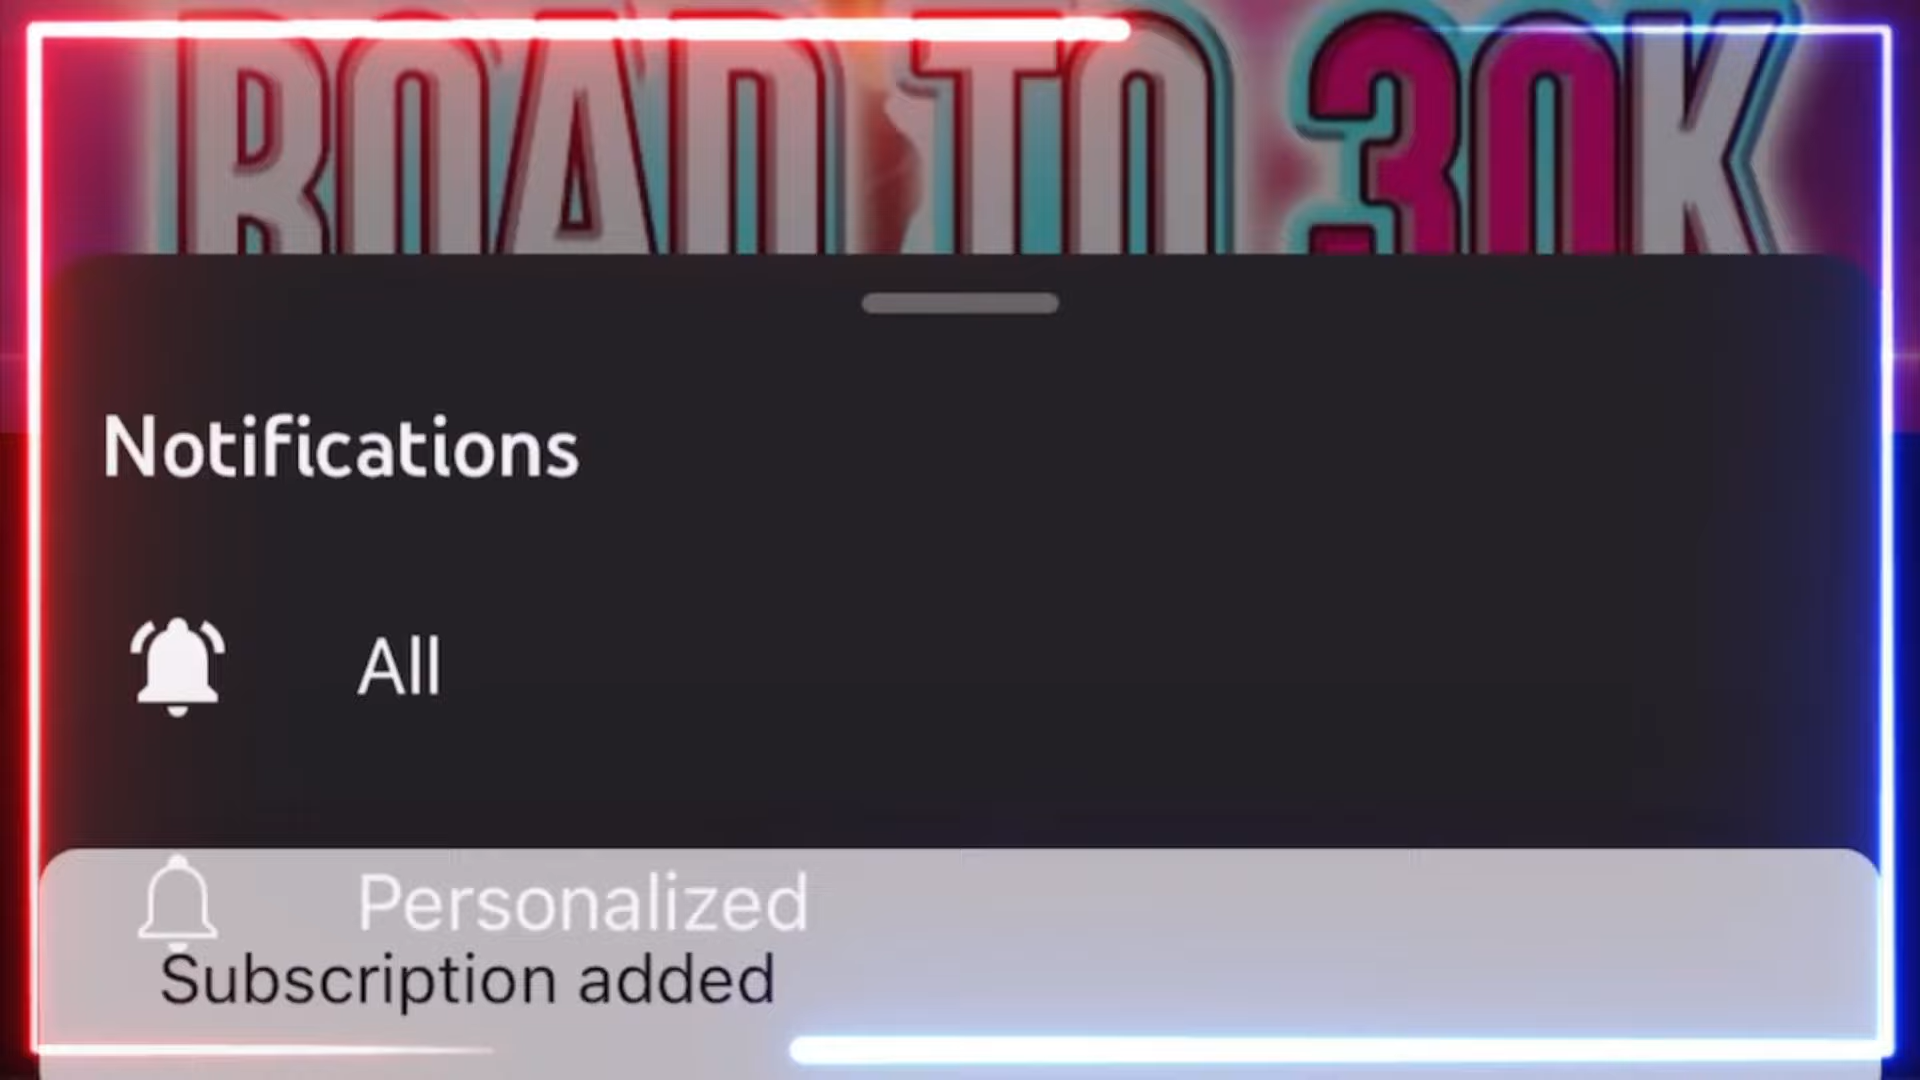 ROAD TO 30K
Notifications
All
Personalized
Subscription added